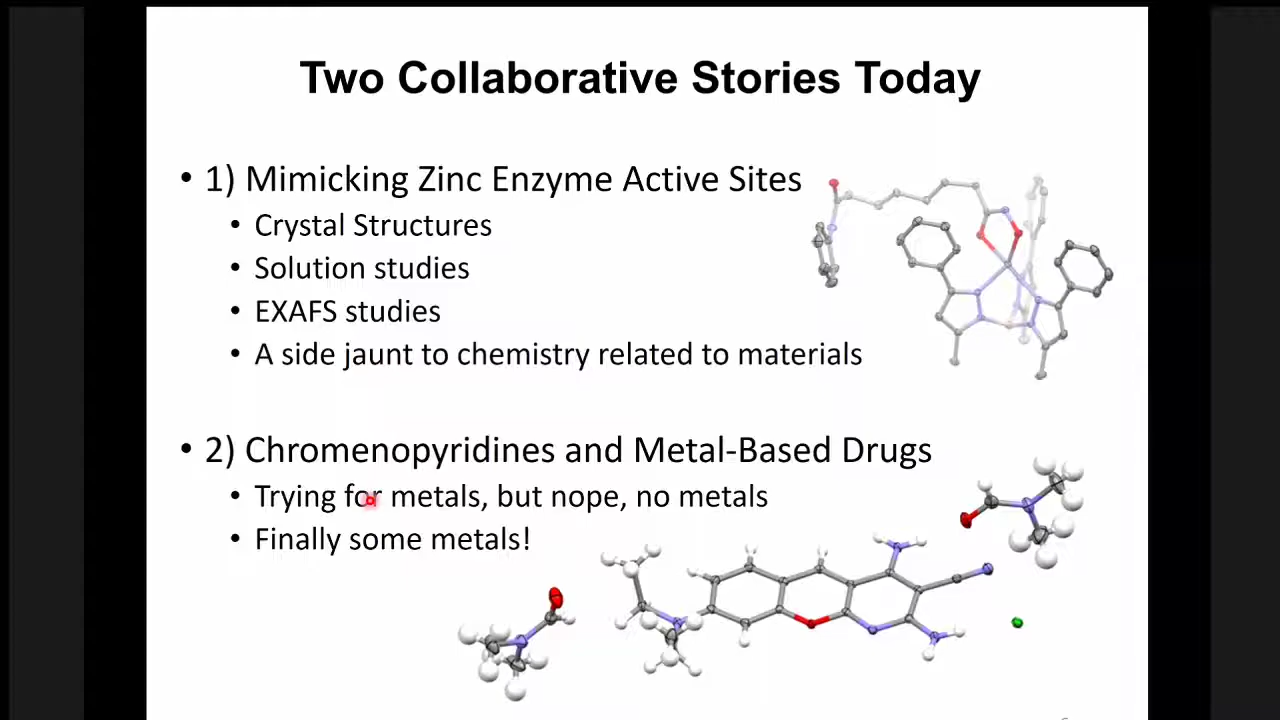 Two Collaborative Stories Today
• 1) Mimicking Zinc Enzyme Active Sites
• Crystal Structures
• Solution studies
• EXAFS studies
• A side jaunt to chemistry related to materials
• 2) Chromenopyridines and Metal-Based Drugs
• Trying for metals, but nope, no metals
• Finally some metals!